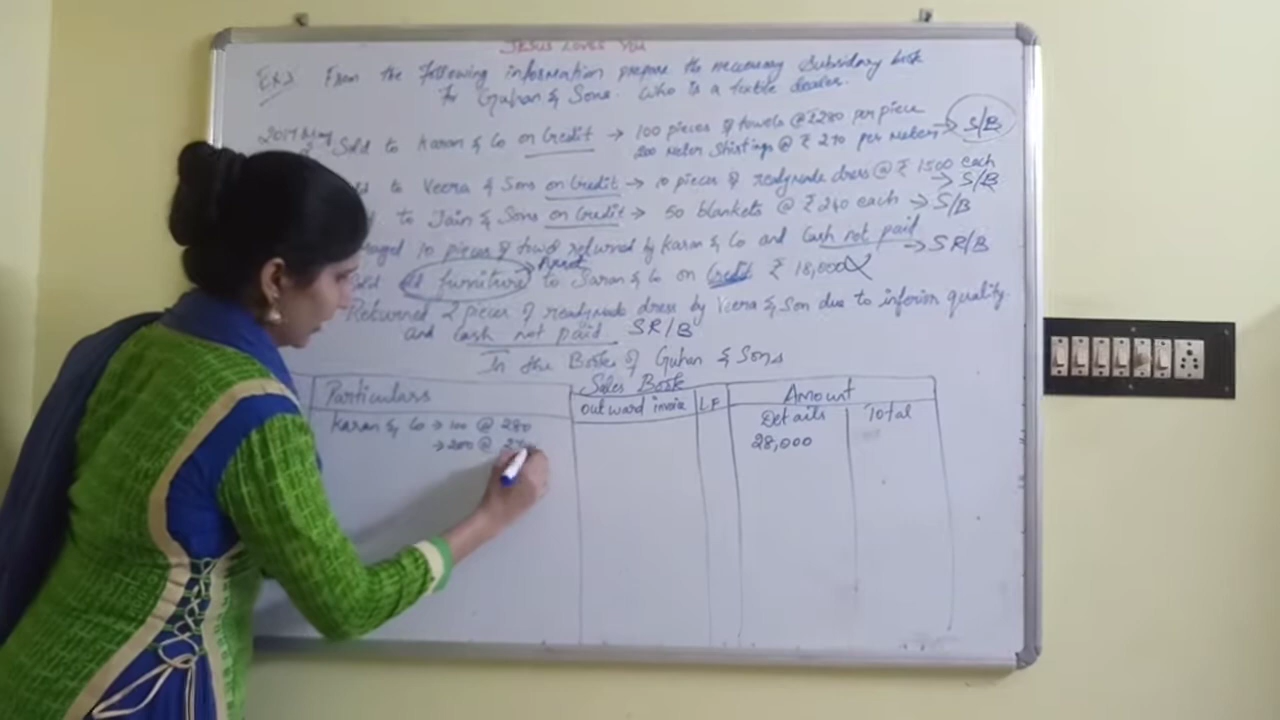 JESUS LOVES YOU
Ex2 From the following information prepare the necessary Subsidiary book
For Guhan & Sons. Who is a textile dealer.
2017 May
Sold to Karan & Co on Credit → 100 pieces of towels @ ₹280 per piece
200 meter Shirtings @ ₹ 270 per meter → S/B
to Veera & Sons on Credit → 10 pieces of readymade dress @ ₹ 1500 each
→ S/B
to Jain & Sons on Credit → 50 blankets @ ₹ 240 each → S/B
10 pieces of towel returned by Karan & Co and Cash not paid
→ SR/B
old furniture to Saran & Co on Credit ₹ 18,000 X
Returned 2 pieces of readymade dress by Veera & Son due to inferior quality
and Cash not paid SR/B
In the Books of Guhan & Sons
Sales Book
Particulars outward invoice L.F Amount
Details Total
Karan & Co → 100 @ 280 28,000
→ 200 @